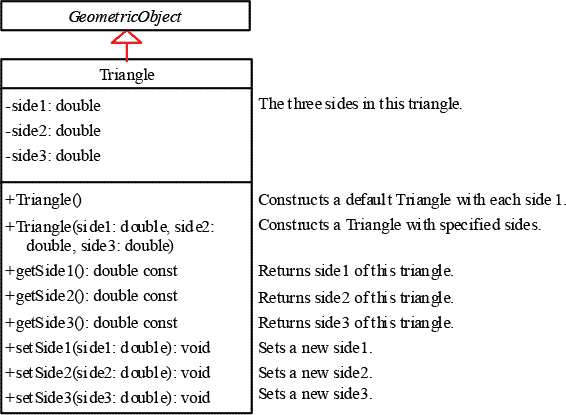 GeometricObject
Triangle
-side1: double The three sides in this triangle.
-side2: double
-side3: double
+Triangle() Constructs a default Triangle with each side 1.
+Triangle(side1: double, side2: Constructs a Triangle with specified sides.
double, side3: double)
+getSide1(): double const Returns side1 of this triangle.
+getSide2(): double const Returns side2 of this triangle.
+getSide3(): double const Returns side3 of this triangle.
+setSide1(side1: double): void Sets a new side1.
+setSide2(side2: double): void Sets a new side2.
+setSide3(side3: double): void Sets a new side3.